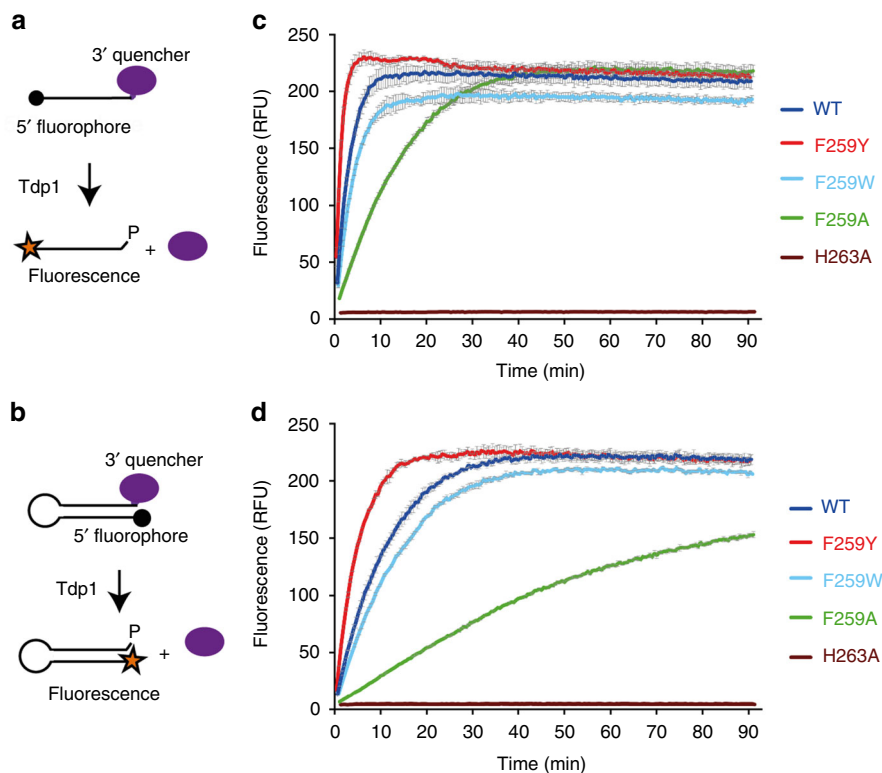 a
3′ quencher
5′ fluorophore
Tdp1
P
+
Fluorescence
c
250
200
150
100
50
0
Fluorescence (RFU)
0 10 20 30 40 50 60 70 80 90
Time (min)
WT
F259Y
F259W
F259A
H263A
b
3′ quencher
5′ fluorophore
Tdp1
P
+
Fluorescence
d
250
200
150
100
50
0
Fluorescence (RFU)
0 10 20 30 40 50 60 70 80 90
Time (min)
WT
F259Y
F259W
F259A
H263A